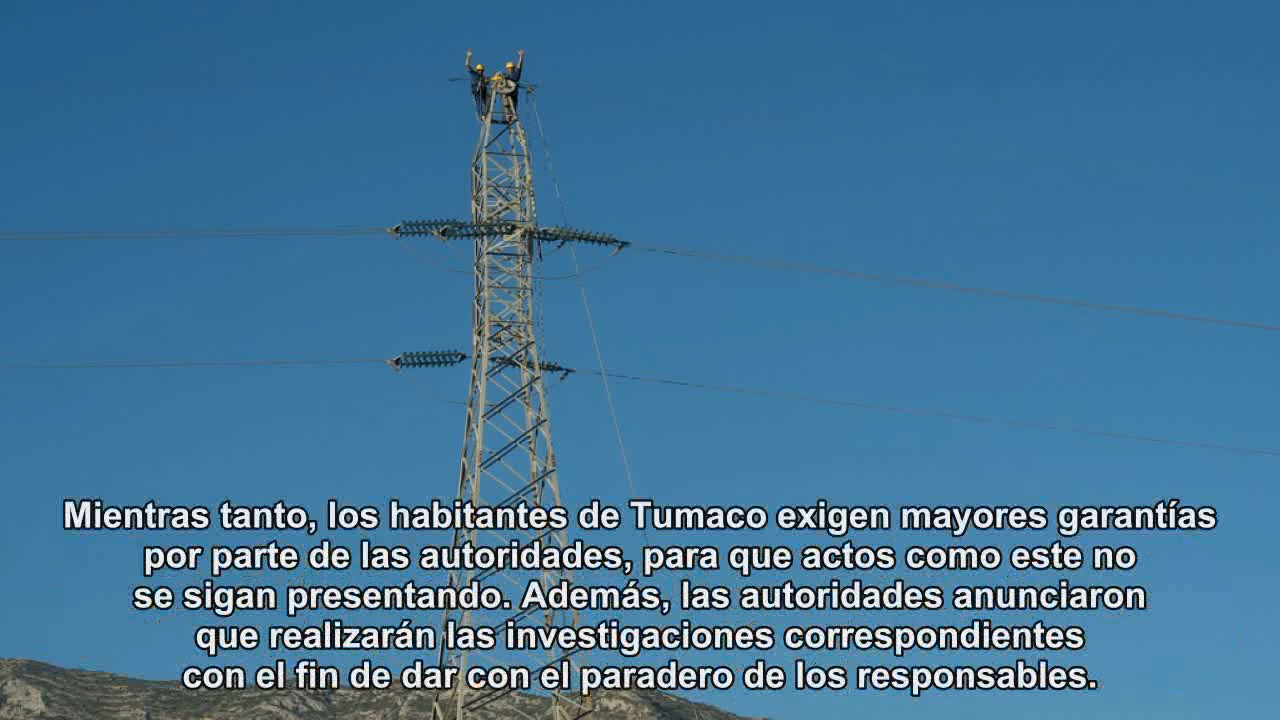 Mientras tanto, los habitantes de Tumaco exigen mayores garantías
por parte de las autoridades, para que actos como este no
se sigan presentando. Además, las autoridades anunciaron
que realizarán las investigaciones correspondientes
con el fin de dar con el paradero de los responsables.